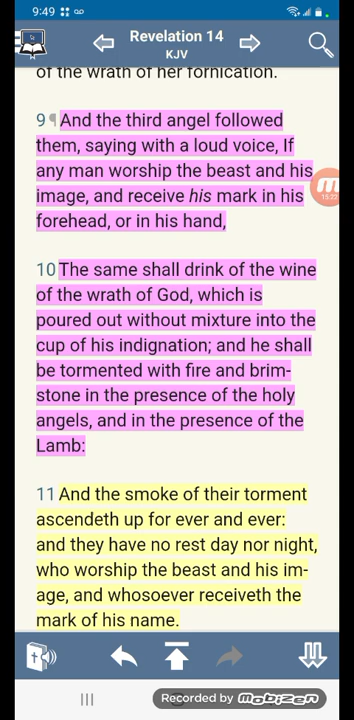 9:49
Revelation 14
KJV
of the wrath of her fornication.
9 ¶ And the third angel followed
them, saying with a loud voice, If
any man worship the beast and his
image, and receive his mark in his
forehead, or in his hand,
15:22
10 The same shall drink of the wine
of the wrath of God, which is
poured out without mixture into the
cup of his indignation; and he shall
be tormented with fire and brim-
stone in the presence of the holy
angels, and in the presence of the
Lamb:
11 And the smoke of their torment
ascendeth up for ever and ever:
and they have no rest day nor night,
who worship the beast and his im-
age, and whosoever receiveth the
mark of his name.
Recorded by Mobizen